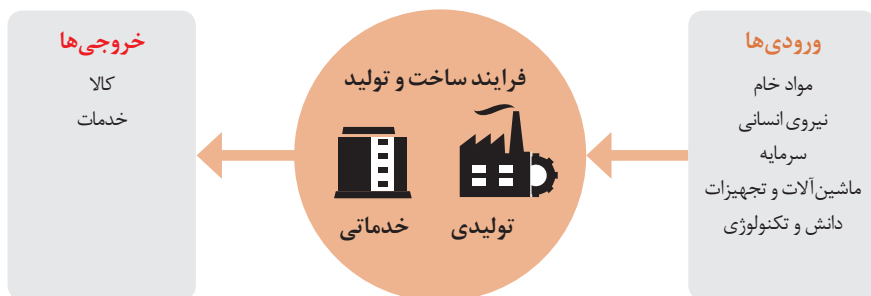 ورودی‌ها
مواد خام
نیروی انسانی
سرمایه
ماشین‌آلات و تجهیزات
دانش و تکنولوژی
فرایند ساخت و تولید
تولیدی
خدماتی
خروجی‌ها
کالا
خدمات